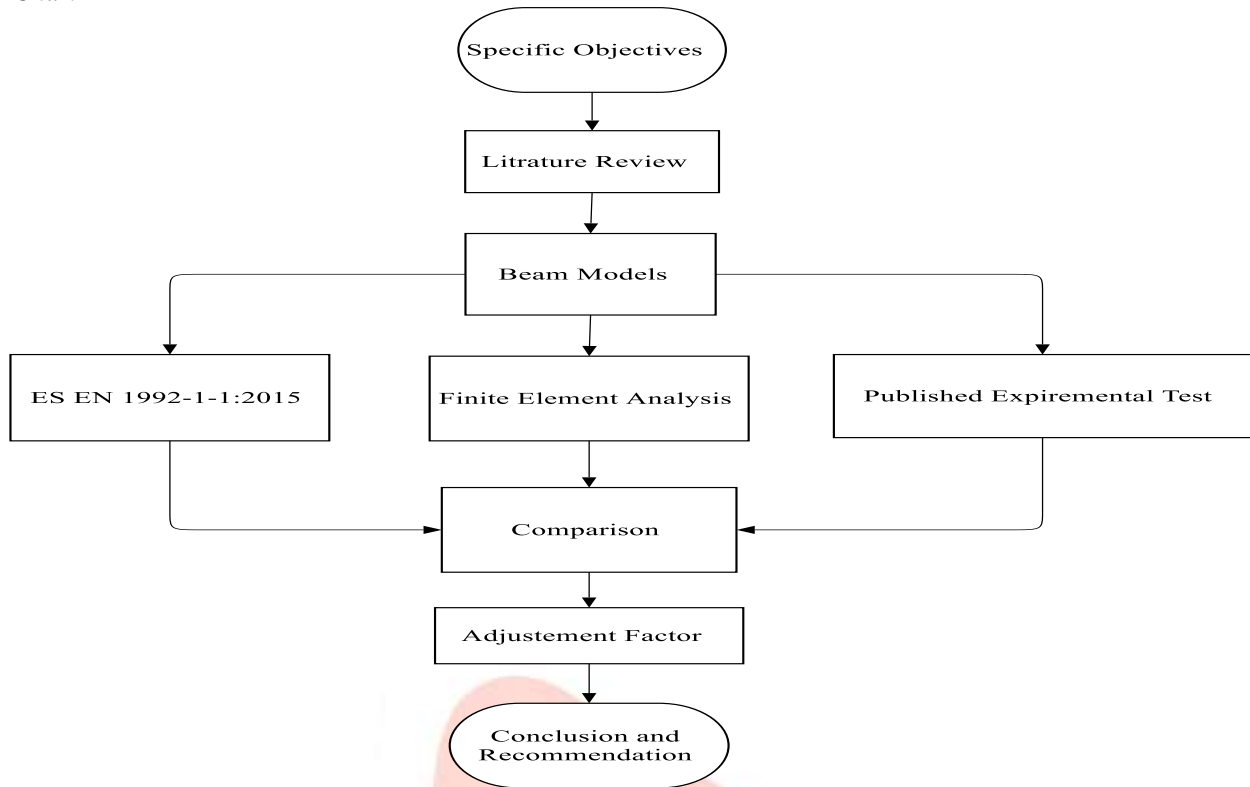 Specific Objectives
Litrature Review
Beam Models
ES EN 1992-1-1:2015
Finite Element Analysis
Published Expiremental Test
Comparison
Adjustement Factor
Conclusion and
Recommendation